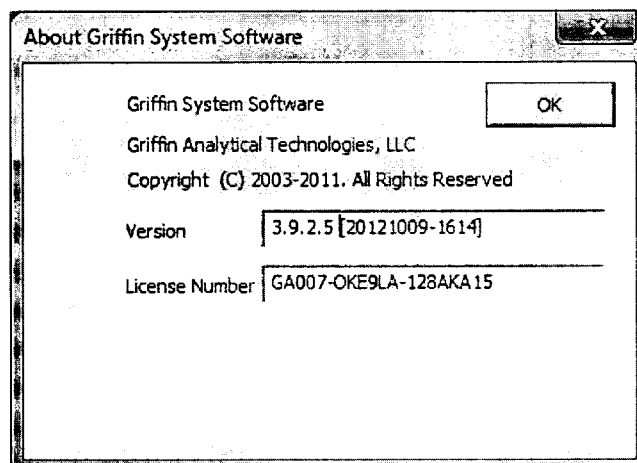 About Griffin System Software
Griffin System Software
OK
Griffin Analytical Technologies, LLC
Copyright (C) 2003-2011. All Rights Reserved
Version 3.9.2.5 [20121009-1614]
License Number GA007-OKE9LA-128AKA15